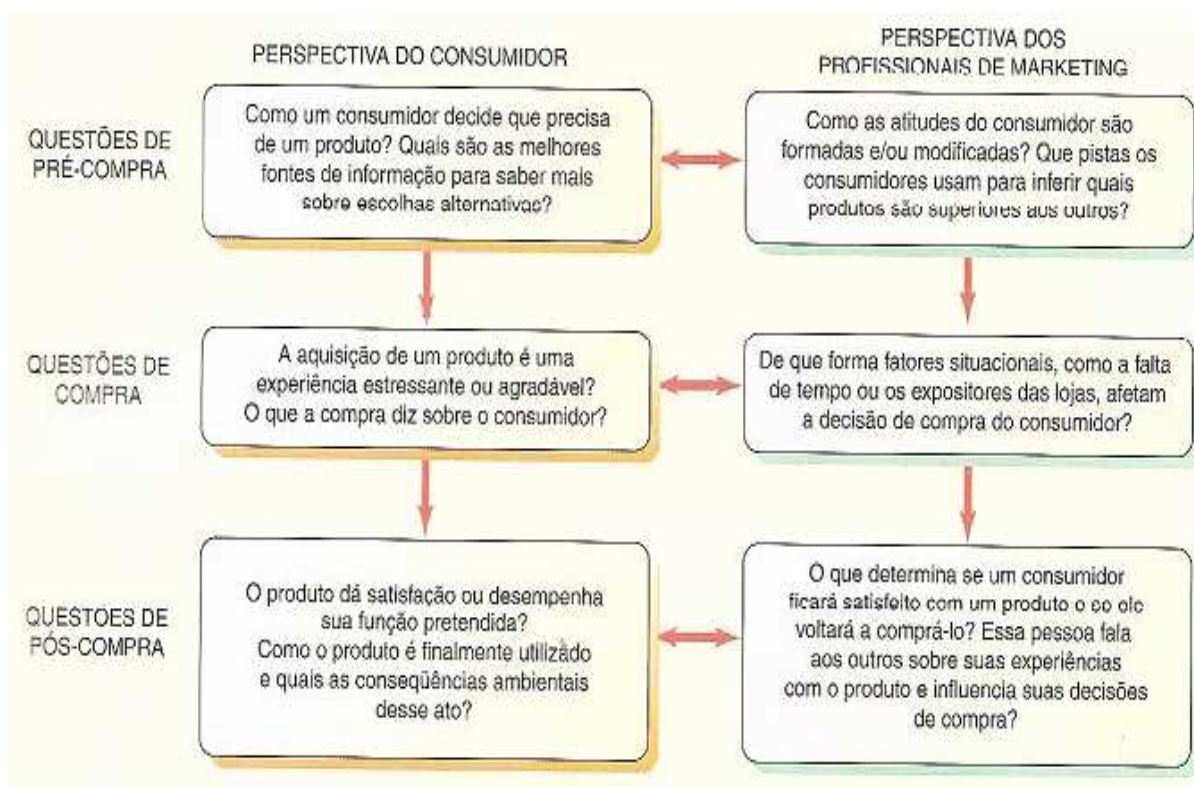 PERSPECTIVA DO CONSUMIDOR
PERSPECTIVA DOS
PROFISSIONAIS DE MARKETING
QUESTÕES DE
PRÉ-COMPRA
Como um consumidor decide que precisa
de um produto? Quais são as melhores
fontes de informação para saber mais
sobre escolhas alternativas?
Como as atitudes do consumidor são
formadas e/ou modificadas? Que pistas os
consumidores usam para inferir quais
produtos são superiores aos outros?
QUESTÕES DE
COMPRA
A aquisição de um produto é uma
experiência estressante ou agradável?
O que a compra diz sobre o consumidor?
De que forma fatores situacionais, como a falta
de tempo ou os expositores das lojas, afetam
a decisão de compra do consumidor?
QUESTÕES DE
PÓS-COMPRA
O produto dá satisfação ou desempenha
sua função pretendida?
Como o produto é finalmente utilizado
e quais as conseqüências ambientais
desse ato?
O que determina se um consumidor
ficará satisfeito com um produto e se ele
voltará a comprá-lo? Essa pessoa fala
aos outros sobre suas experiências
com o produto e influencia suas decisões
de compra?